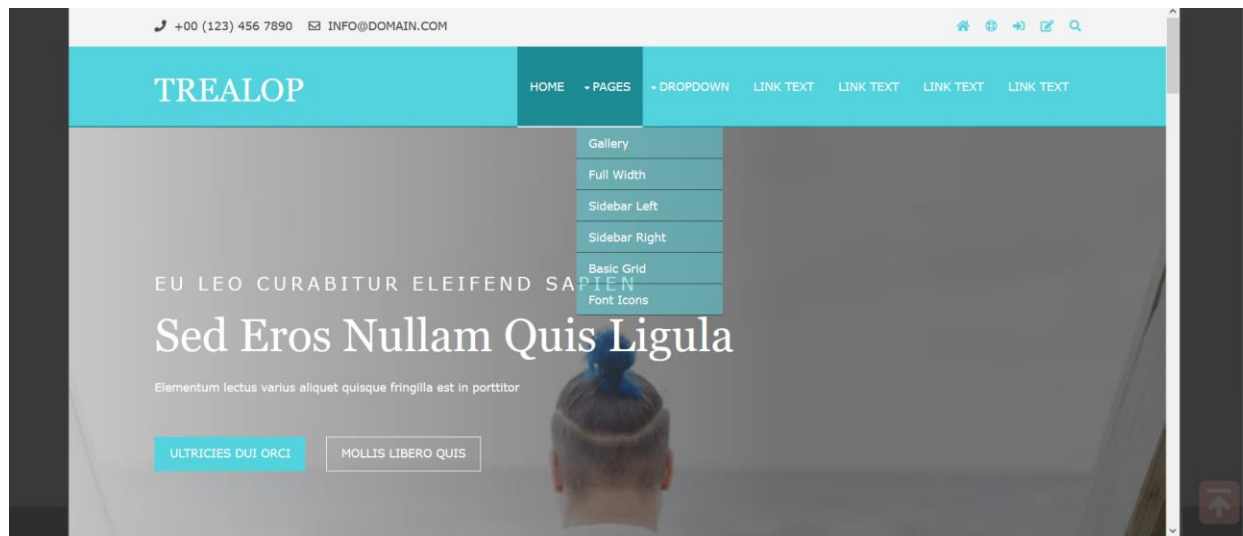 +00 (123) 456 7890 INFO@DOMAIN.COM
TREALOP
HOME PAGES DROPDOWN LINK TEXT LINK TEXT LINK TEXT LINK TEXT
Gallery
Full Width
Sidebar Left
Sidebar Right
Basic Grid
Font Icons
EU LEO CURABITUR ELEIFEND SAPIEN
Sed Eros Nullam Quis Ligula
Elementum lectus varius aliquet quisque fringilla est in porttitor
ULTRICIES DUI ORCI MOLLIS LIBERO QUIS